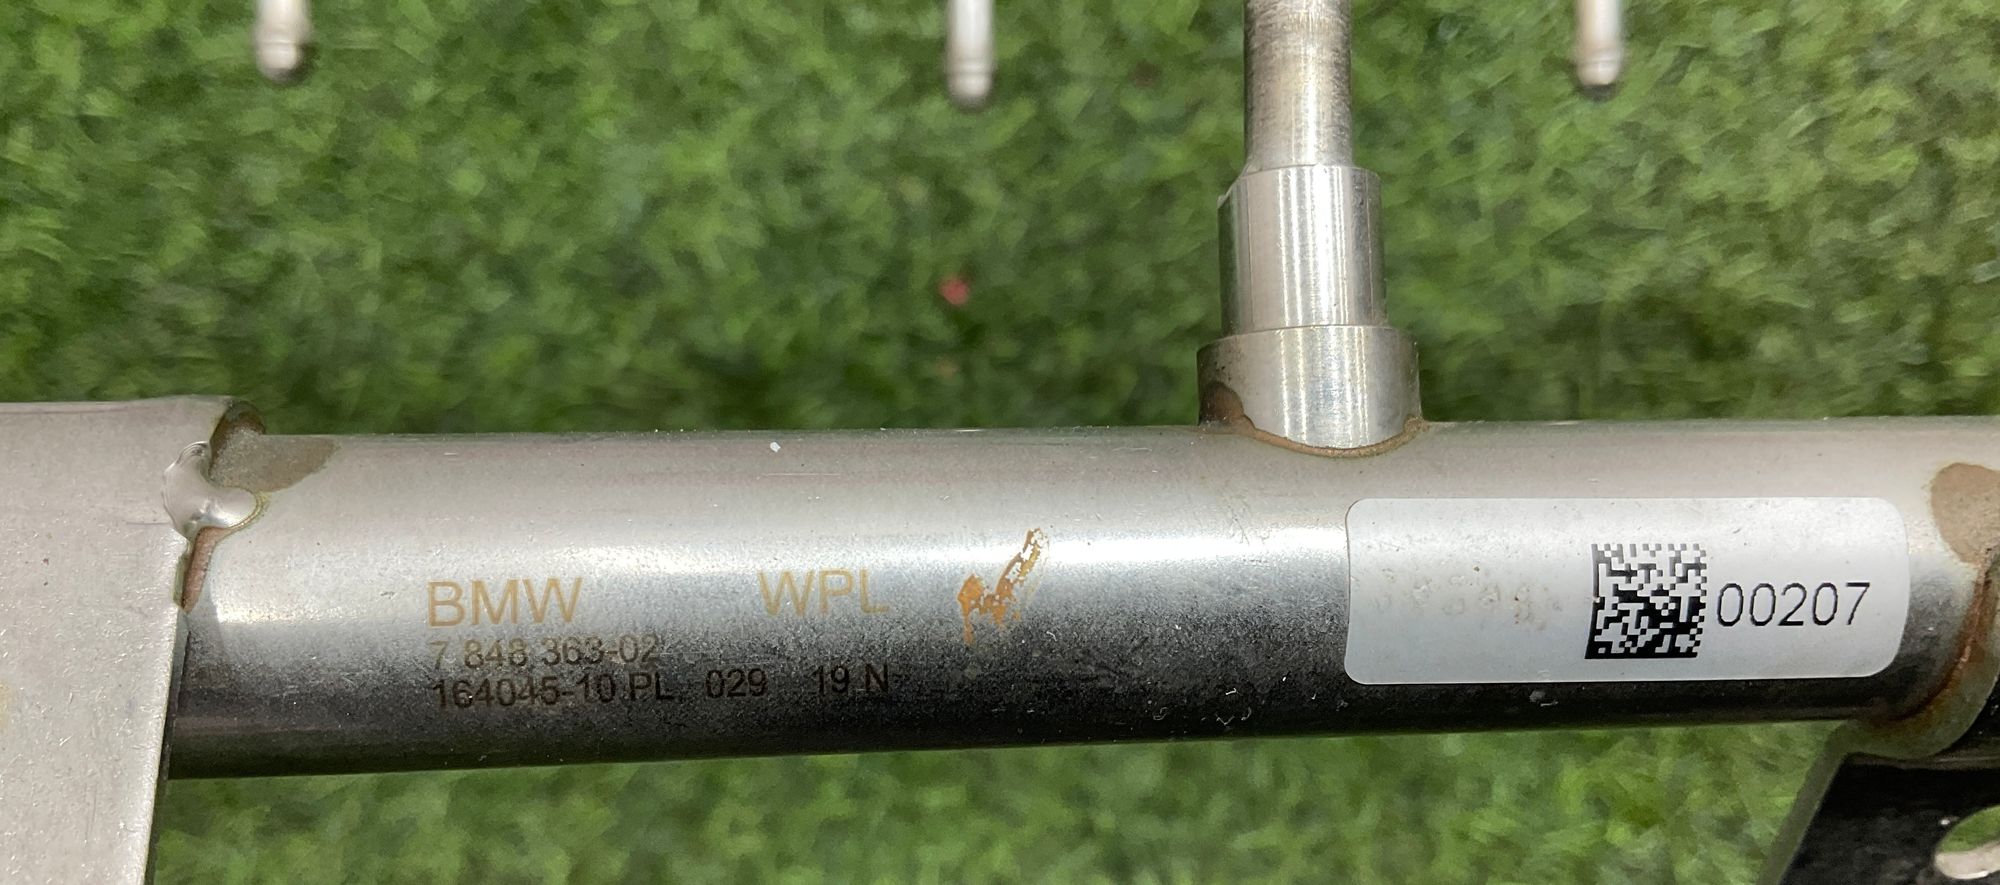 BMW WPL
7 848 363-02
164045-10 PL 029 19 N
00207